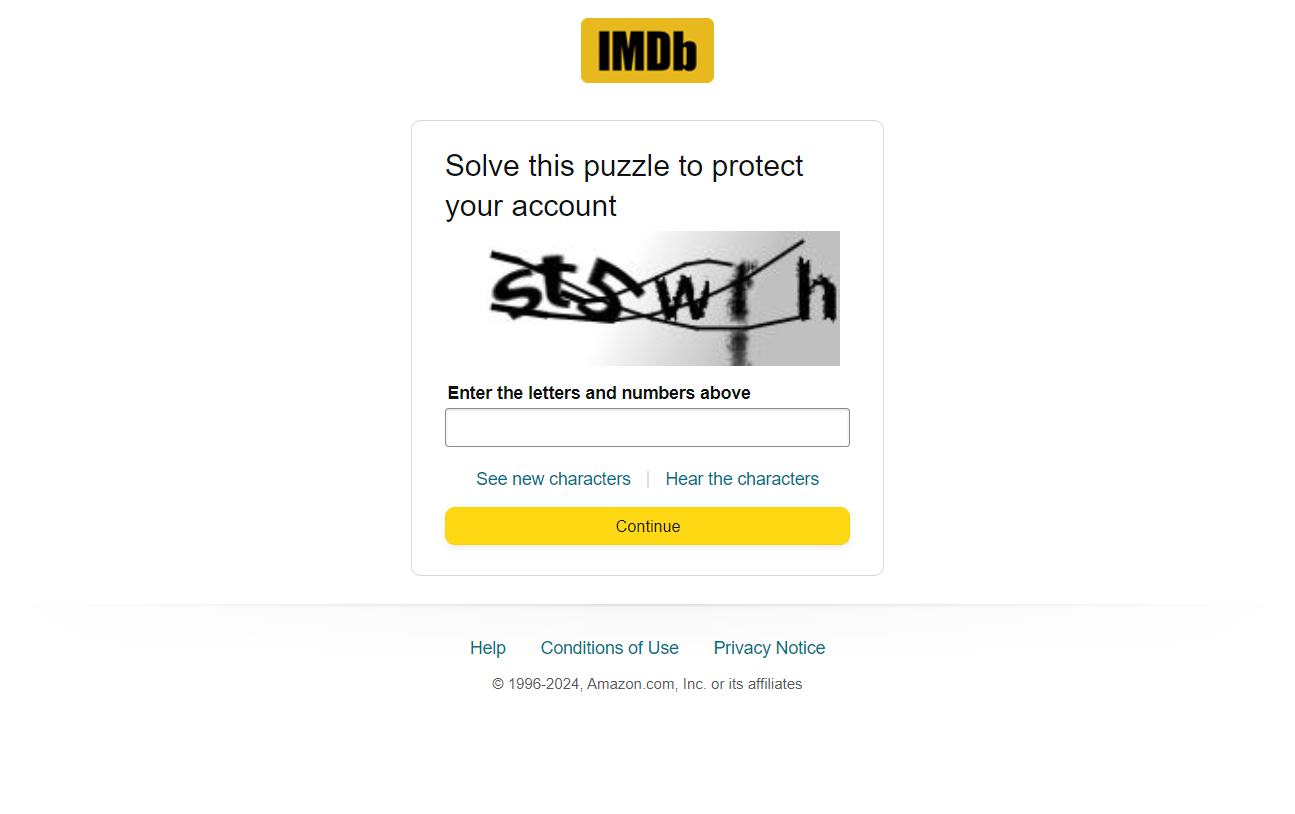 IMDb
Solve this puzzle to protect
your account
Enter the letters and numbers above
See new characters | Hear the characters
Continue
Help Conditions of Use Privacy Notice
© 1996-2024, Amazon.com, Inc. or its affiliates